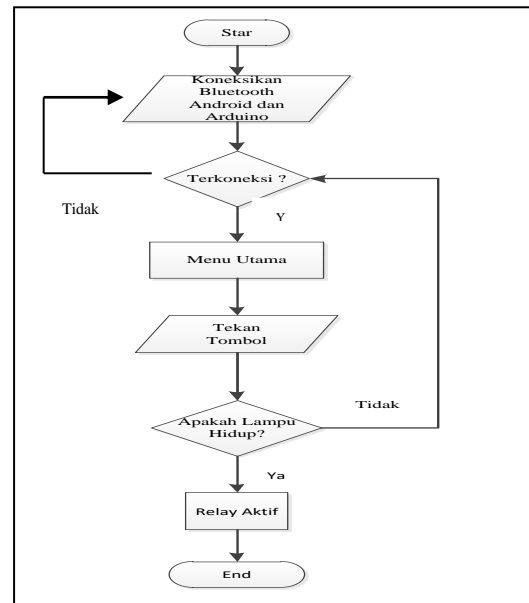 Star
Koneksikan
Bluetooth
Android dan
Arduino
Terkoneksi ?
Tidak
Y
Menu Utama
Tekan
Tombol
Apakah Lampu
Hidup?
Tidak
Ya
Relay Aktif
End